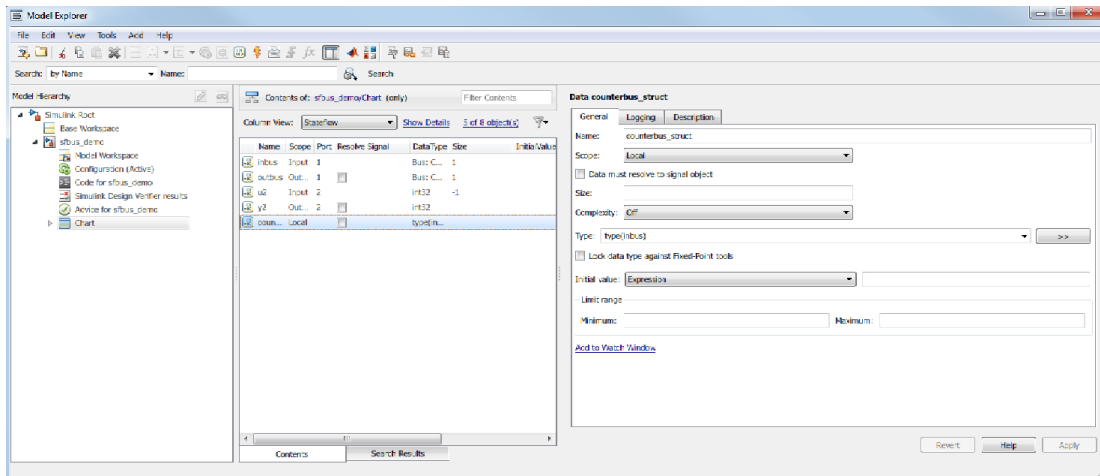 Model Explorer
File Edit View Tools Add Help
Search: by Name Name: Search
Model Hierarchy
Simulink Root
Base Workspace
sfbus_demo
Model Workspace
Configuration (Active)
Code for sfbus_demo
Simulink Design Verifier results
Advice for sfbus_demo
Chart
Contents of: sfbus_demo/Chart (only) Filter Contents
Column View: Stateflow Show Details 5 of 8 object(s)
Name Scope Port Resolve Signal DataType Size InitialValue
inbus Input 1 Bus: C... 1
outbus Out... 1 Bus: C... 1
u2 Input 2 int32 -1
y2 Out... 2 int32
coun... Local type(in...
Contents Search Results
Data counterbus_struct
General Logging Description
Name: counterbus_struct
Scope: Local
Data must resolve to signal object
Size:
Complexity: Off
Type: type(inbus) >>
Lock data type against Fixed-Point tools
Initial value: Expression
Limit range
Minimum: Maximum:
Add to Watch Window
Revert Help Apply